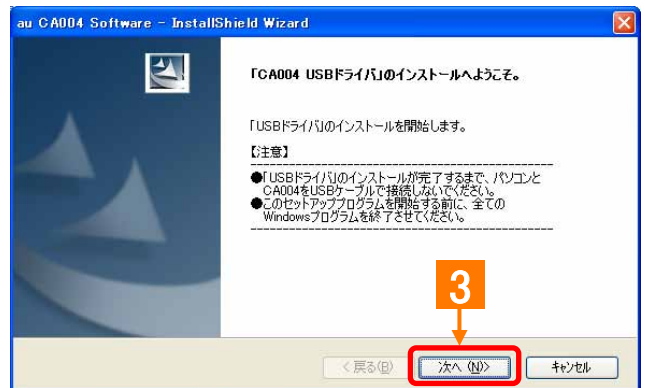 au CA004 Software - InstallShield Wizard
「CA004 USBドライバ」のインストールへようこそ。
「USBドライバ」のインストールを開始します。
【注意】
●「USBドライバ」のインストールが完了するまで、パソコンと
CA004をUSBケーブルで接続しないでください。
●このセットアッププログラムを開始する前に、全ての
Windowsプログラムを終了させてください。
3
< 戻る(B)
次へ (N)>
キャンセル